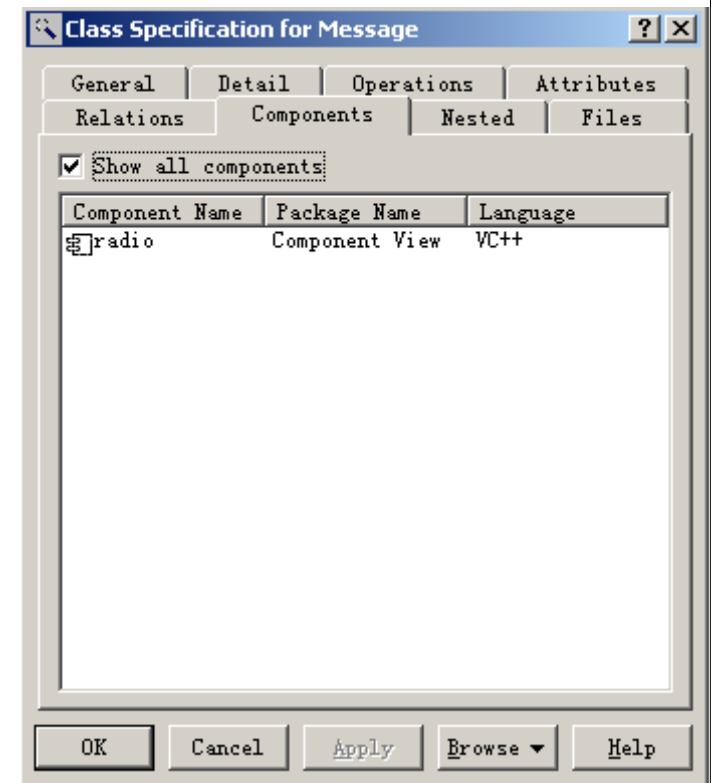 Class Specification for Message
General Detail Operations Attributes
Relations Components Nested Files
Show all components
Component Name Package Name Language
radio Component View VC++
OK Cancel Apply Browse Help